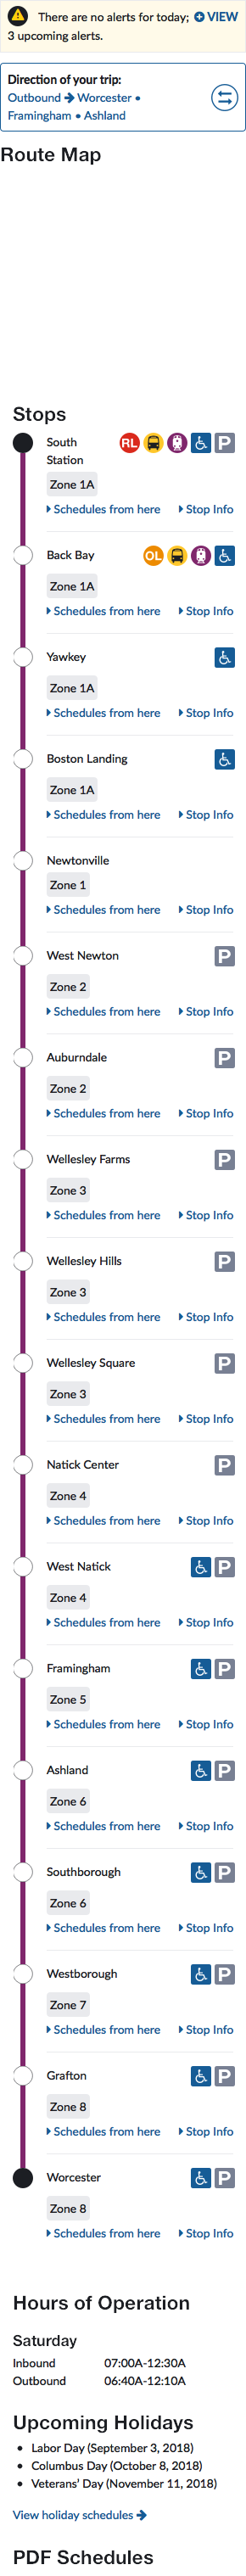 There are no alerts for today; VIEW
3 upcoming alerts.
Direction of your trip:
Outbound Worcester •
Framingham • Ashland
Route Map
Stops
South
Station
RL P
Zone 1A
Schedules from here Stop Info
Back Bay OL
Zone 1A
Schedules from here Stop Info
Yawkey
Zone 1A
Schedules from here Stop Info
Boston Landing
Zone 1A
Schedules from here Stop Info
Newtonville
Zone 1
Schedules from here Stop Info
West Newton P
Zone 2
Schedules from here Stop Info
Auburndale P
Zone 2
Schedules from here Stop Info
Wellesley Farms P
Zone 3
Schedules from here Stop Info
Wellesley Hills P
Zone 3
Schedules from here Stop Info
Wellesley Square P
Zone 3
Schedules from here Stop Info
Natick Center P
Zone 4
Schedules from here Stop Info
West Natick P
Zone 4
Schedules from here Stop Info
Framingham P
Zone 5
Schedules from here Stop Info
Ashland P
Zone 6
Schedules from here Stop Info
Southborough P
Zone 6
Schedules from here Stop Info
Westborough P
Zone 7
Schedules from here Stop Info
Grafton P
Zone 8
Schedules from here Stop Info
Worcester P
Zone 8
Schedules from here Stop Info
Hours of Operation
Saturday
Inbound 07:00A-12:30A
Outbound 06:40A-12:10A
Upcoming Holidays
• Labor Day (September 3, 2018)
• Columbus Day (October 8, 2018)
• Veterans’ Day (November 11, 2018)
View holiday schedules
PDF Schedules